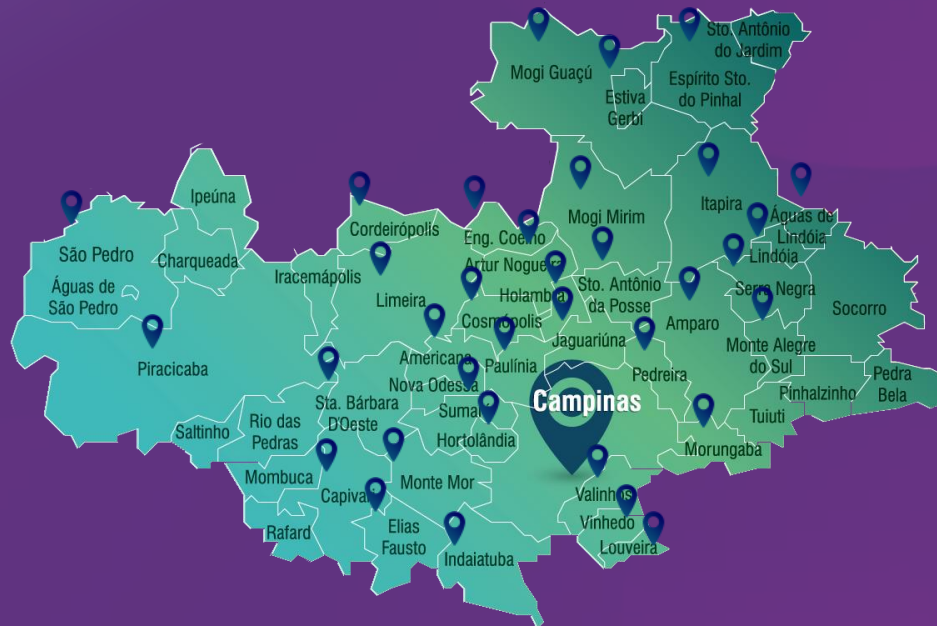 Sto. Antônio
do Jardim
Mogi Guaçú
Espírito Sto.
do Pinhal
Estiva
Gerbi
Ipeúna
Itapira
Cordeirópolis
Mogi Mirim
Águas de
Lindóia
Eng. Coelho
São Pedro
Charqueada
Lindóia
Artur Nogueira
Iracemápolis
Águas de
São Pedro
Sto. Antônio
da Posse
Serra Negra
Limeira
Holambra
Socorro
Cosmópolis
Amparo
Jaguariúna
Monte Alegre
do Sul
Americana
Paulínia
Piracicaba
Pedreira
Pedra
Bela
Nova Odessa
Pinhalzinho
Campinas
Sta. Bárbara
D'Oeste
Sumaré
Tuiuti
Rio das
Pedras
Saltinho
Hortolândia
Morungaba
Mombuca
Monte Mor
Capivari
Valinhos
Vinhedo
Elias
Fausto
Rafard
Louveira
Indaiatuba